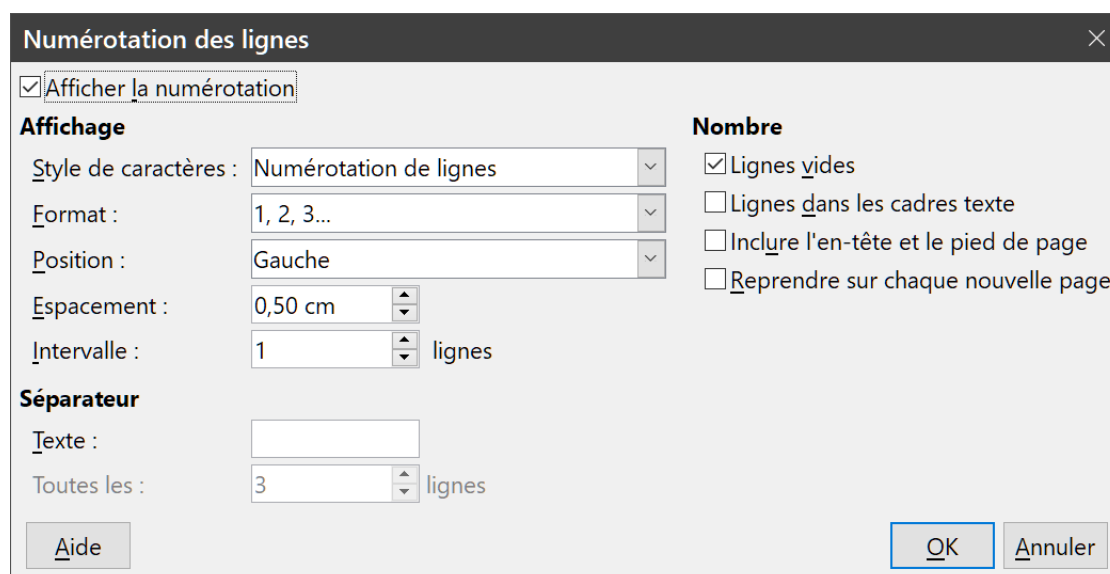 Numérotation des lignes
Afficher la numérotation
Affichage
Style de caractères : Numérotation de lignes
Format : 1, 2, 3...
Position : Gauche
Espacement : 0,50 cm
Intervalle : 1 lignes
Séparateur
Texte :
Toutes les : 3 lignes
Nombre
Lignes vides
Lignes dans les cadres texte
Inclure l'en-tête et le pied de page
Reprendre sur chaque nouvelle page
Aide
OK
Annuler